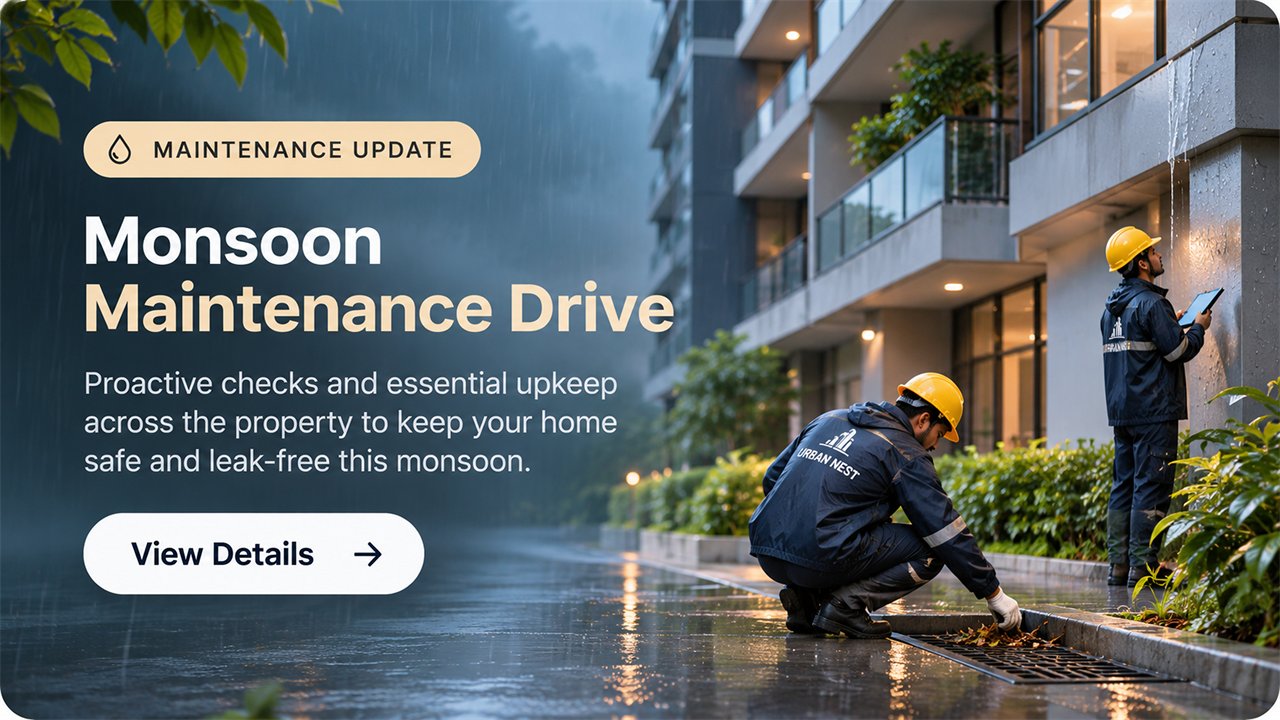 MAINTENANCE UPDATE
Monsoon
Maintenance Drive
Proactive checks and essential upkeep
across the property to keep your home
safe and leak-free this monsoon.
View Details
URBAN NEST